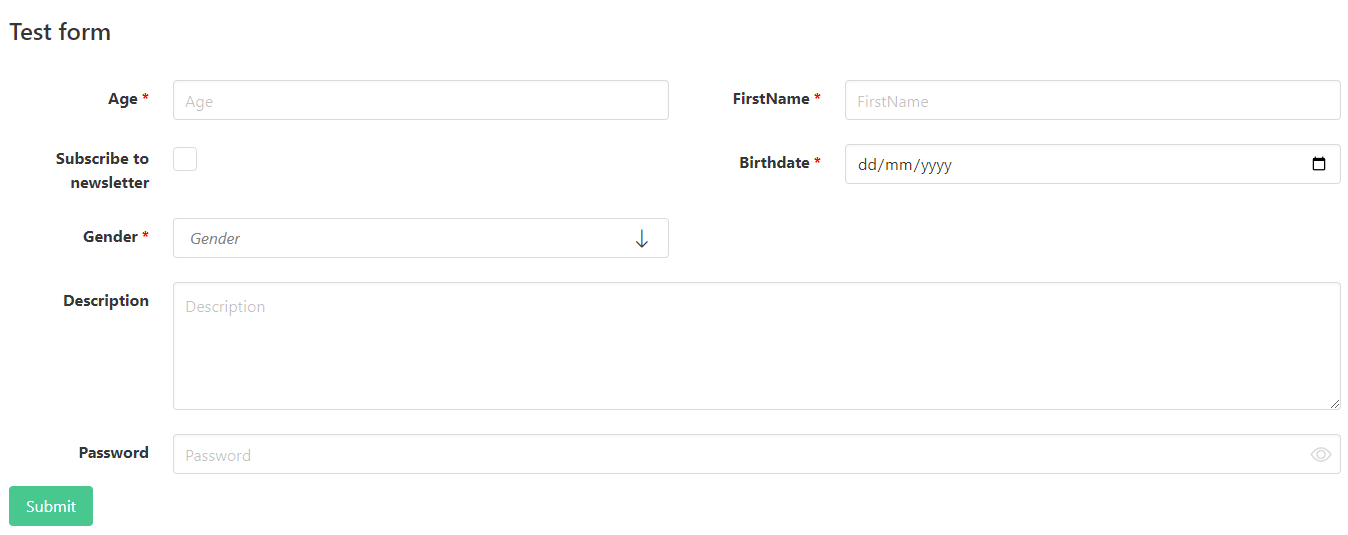 Test form
Age * Age
FirstName * FirstName
Subscribe to
newsletter
Birthdate * dd/mm/yyyy
Gender * Gender
Description Description
Password Password
Submit